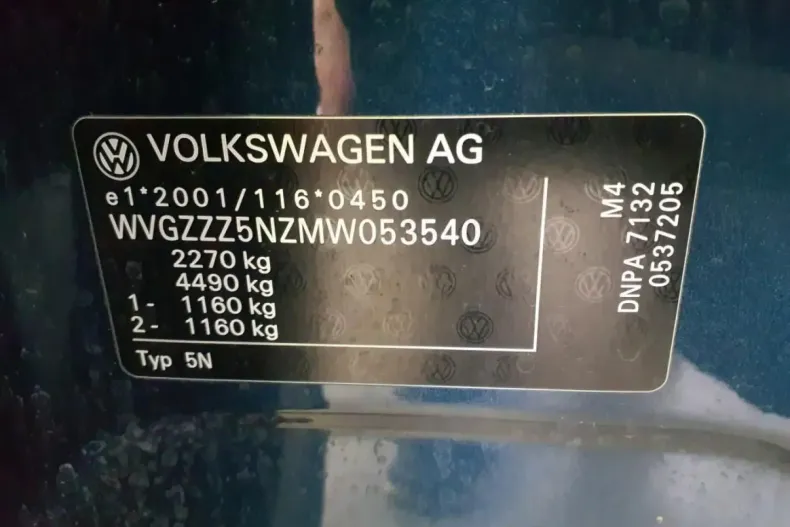 VOLKSWAGEN AG
e1*2001/116*0450
WVGZZZ5NZMW053540
2270 kg
4490 kg
1- 1160 kg
2- 1160 kg
Typ 5N
M4
DNPA 7132
0537205